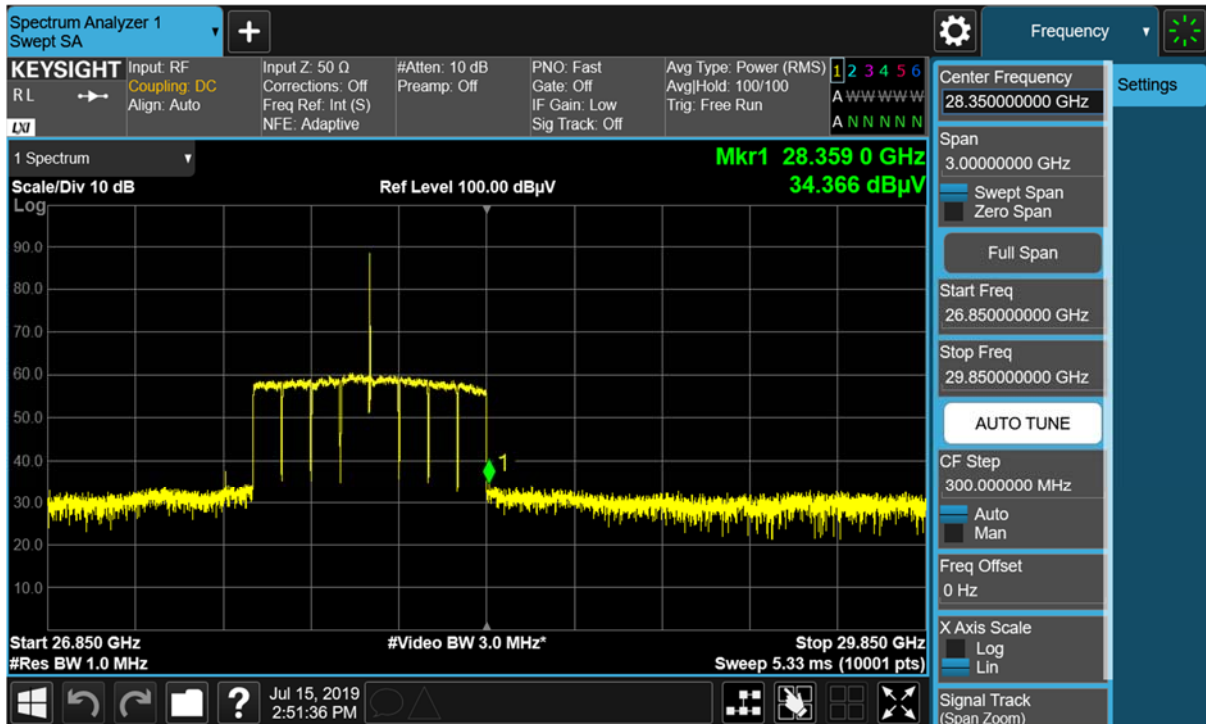 Spectrum Analyzer 1
Swept SA
+
Frequency
KEYSIGHT
R L
LXI
Input: RF
Coupling: DC
Align: Auto
Input Z: 50 Ω
Corrections: Off
Freq Ref: Int (S)
NFE: Adaptive
#Atten: 10 dB
Preamp: Off
PNO: Fast
Gate: Off
IF Gain: Low
Sig Track: Off
Avg Type: Power (RMS)
Avg|Hold: 100/100
Trig: Free Run
1 2 3 4 5 6
A W W W W W
A N N N N N
1 Spectrum
Scale/Div 10 dB
Ref Level 100.00 dBµV
Mkr1 28.359 0 GHz
34.366 dBµV
Log
90.0
80.0
70.0
60.0
50.0
40.0
30.0
20.0
10.0
1
Start 26.850 GHz
#Video BW 3.0 MHz*
Stop 29.850 GHz
#Res BW 1.0 MHz
Sweep 5.33 ms (10001 pts)
?
Jul 15, 2019
2:51:36 PM
Center Frequency
28.350000000 GHz
Span
3.00000000 GHz
Swept Span
Zero Span
Full Span
Start Freq
26.850000000 GHz
Stop Freq
29.850000000 GHz
AUTO TUNE
CF Step
300.000000 MHz
Auto
Man
Freq Offset
0 Hz
X Axis Scale
Log
Lin
Signal Track
(Span Zoom)
Settings